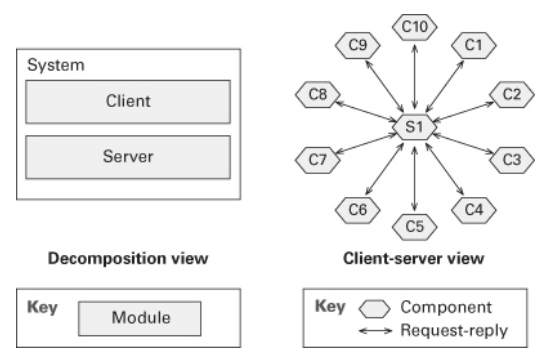 System
Client
Server
Decomposition view
Key
Module
C10
C9
C1
C8
C2
S1
C7
C3
C6
C4
C5
Client-server view
Key
Component
Request-reply